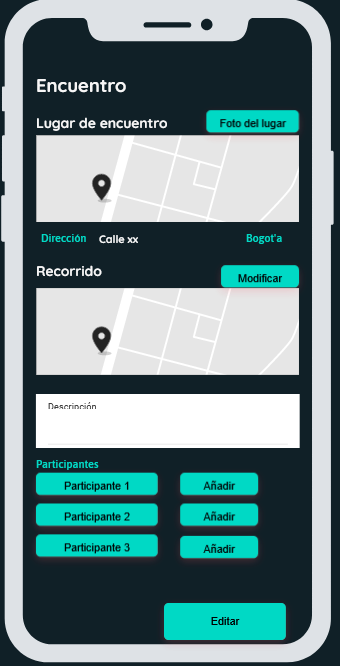 Encuentro
Lugar de encuentro Foto del lugar
Dirección Calle xx Bogot'a
Recorrido Modificar
Descripción
Participantes
Participante 1 Añadir
Participante 2 Añadir
Participante 3 Añadir
Editar